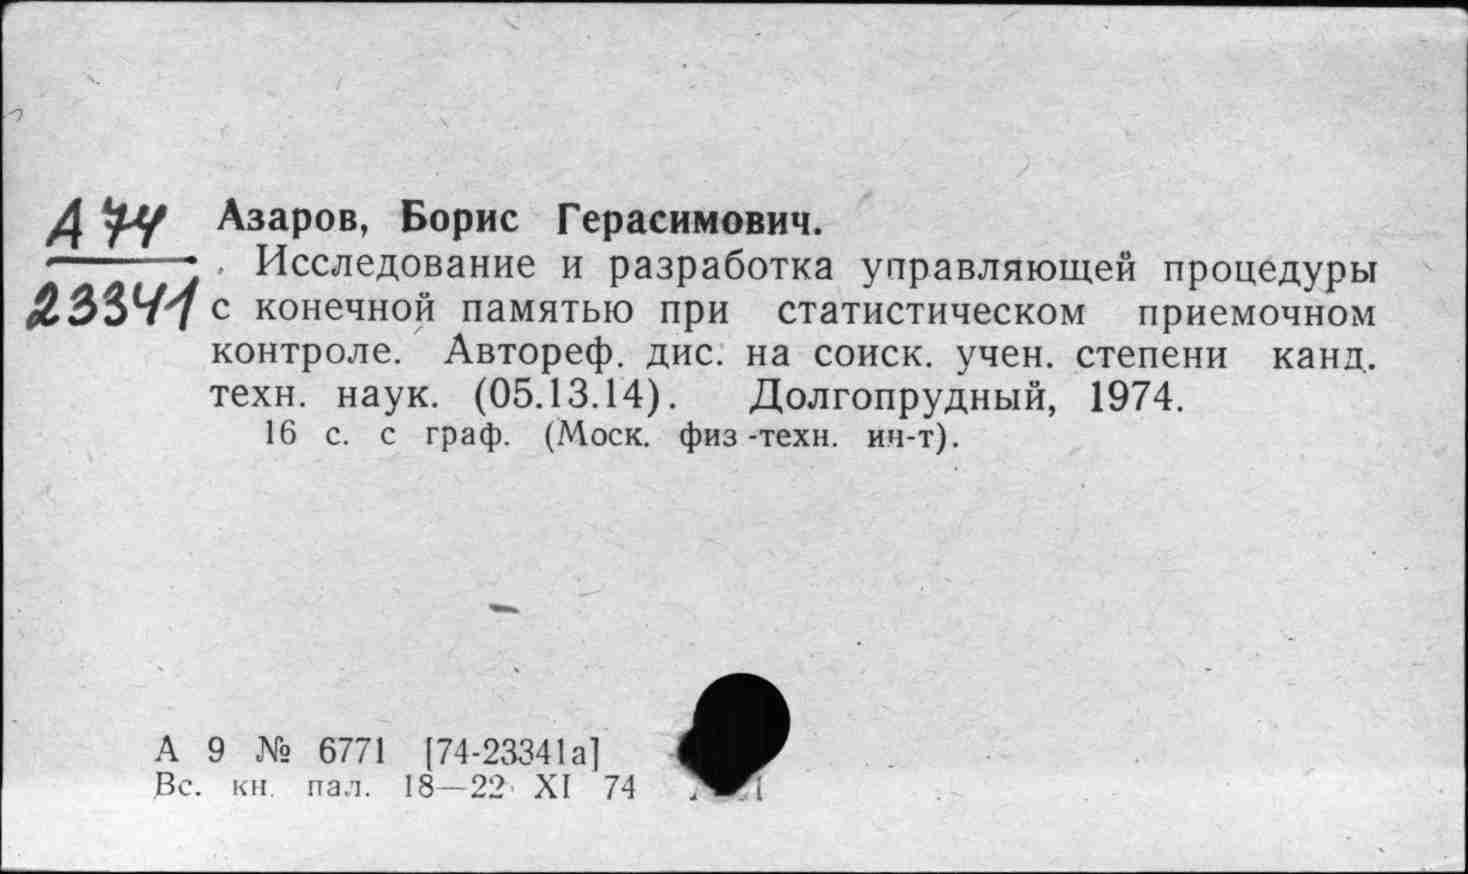 А 74
23341
Азаров, Борис Герасимович.
Исследование и разработка управляющей процедуры
с конечной памятью при статистическом приемочном
контроле. Автореф. дис. на соиск. учен. степени канд.
техн. наук. (05.13.14). Долгопрудный, 1974.
16 с. с граф. (Моск. физ-техн. ин-т).
А 9 № 6771 [74-23341а]
Вс. кн. пал. 18—22 XI 74